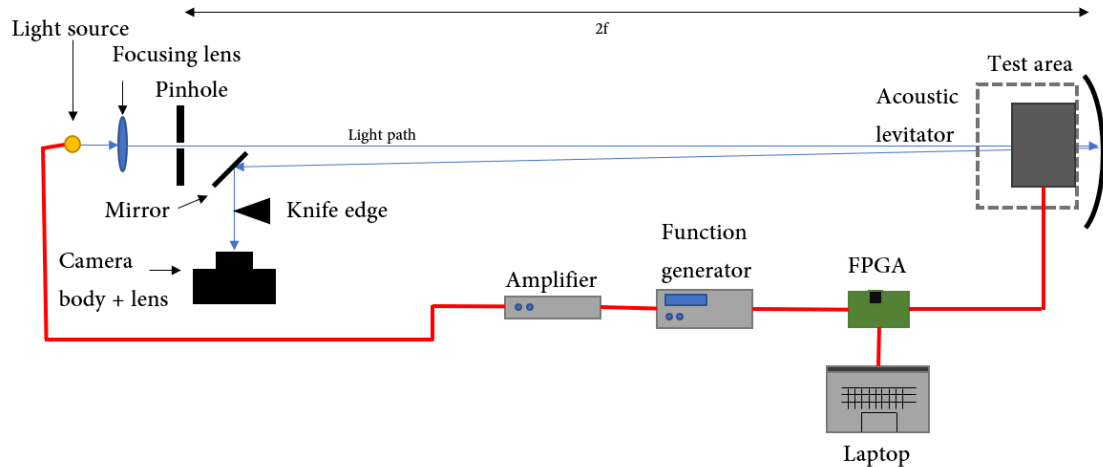 2f
Light source
Focusing lens
Pinhole
Test area
Acoustic
levitator
Light path
Mirror
Knife edge
Camera
body + lens
Amplifier
Function
generator
FPGA
Laptop